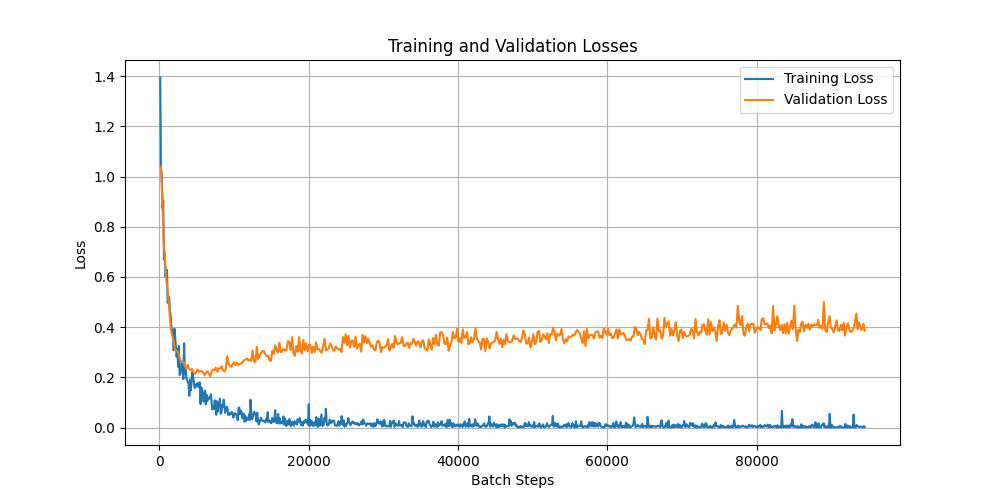 Training and Validation Losses
Training Loss
Validation Loss
1.4
1.2
1.0
0.8
0.6
0.4
0.2
0.0
Loss
0
20000
40000
60000
80000
Batch Steps